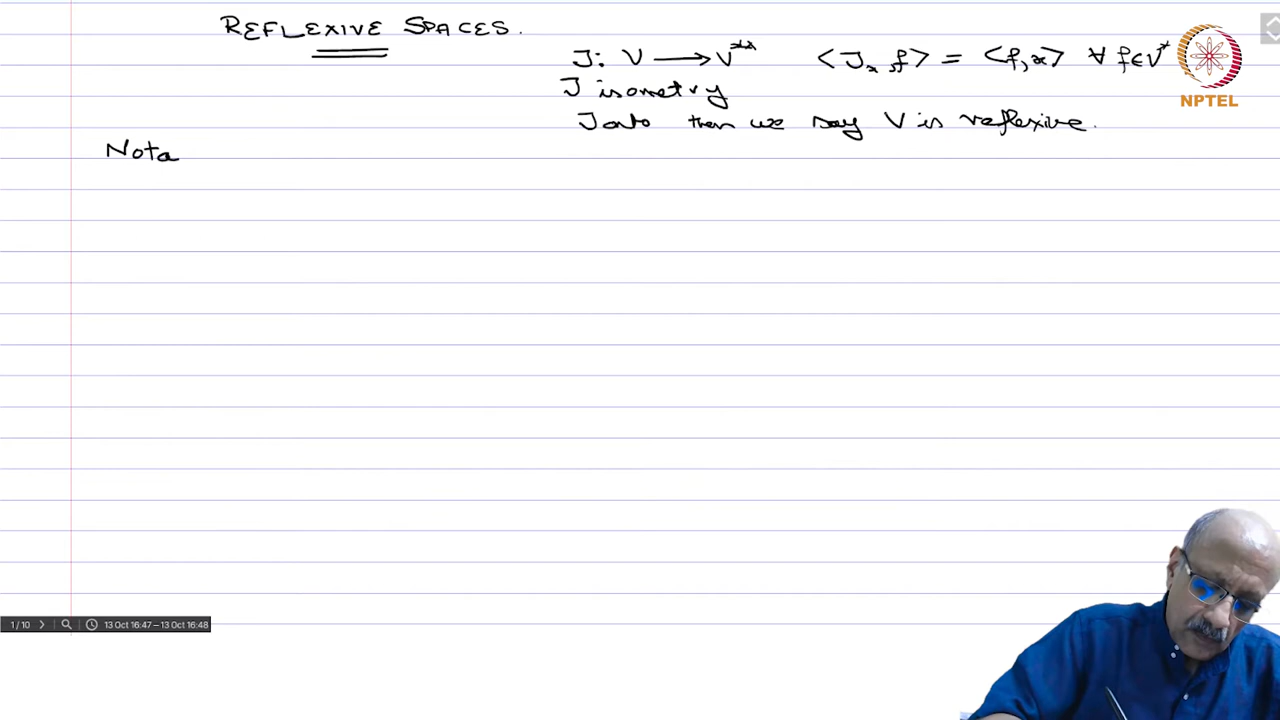 REFLEXIVE SPACES.
J: V → V** <J_x, f> = <f, x> ∀ f∈V*
J isometry
J onto then we say V is reflexive.
Nota
NPTEL
1 / 10 13 Oct 16:47 – 13 Oct 16:48